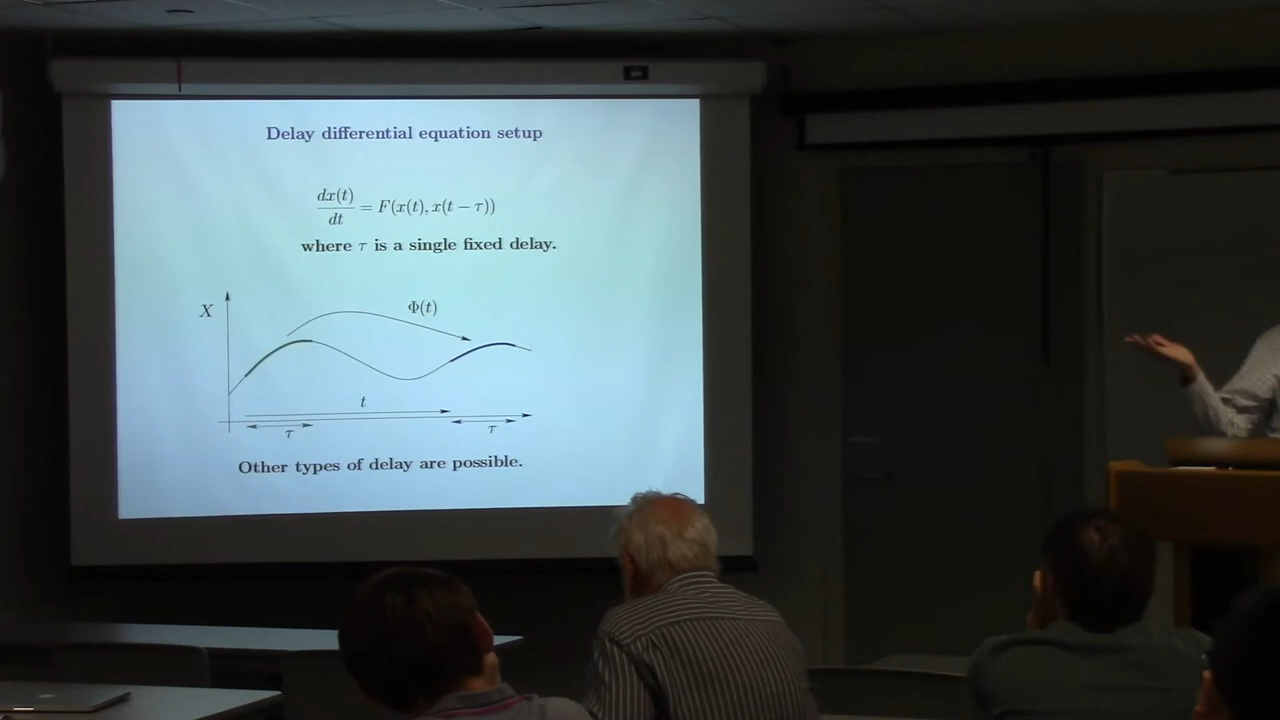 Delay differential equation setup
dx(t)/dt = F(x(t), x(t − τ))
where τ is a single fixed delay.
X
Φ(t)
t
τ
τ
Other types of delay are possible.